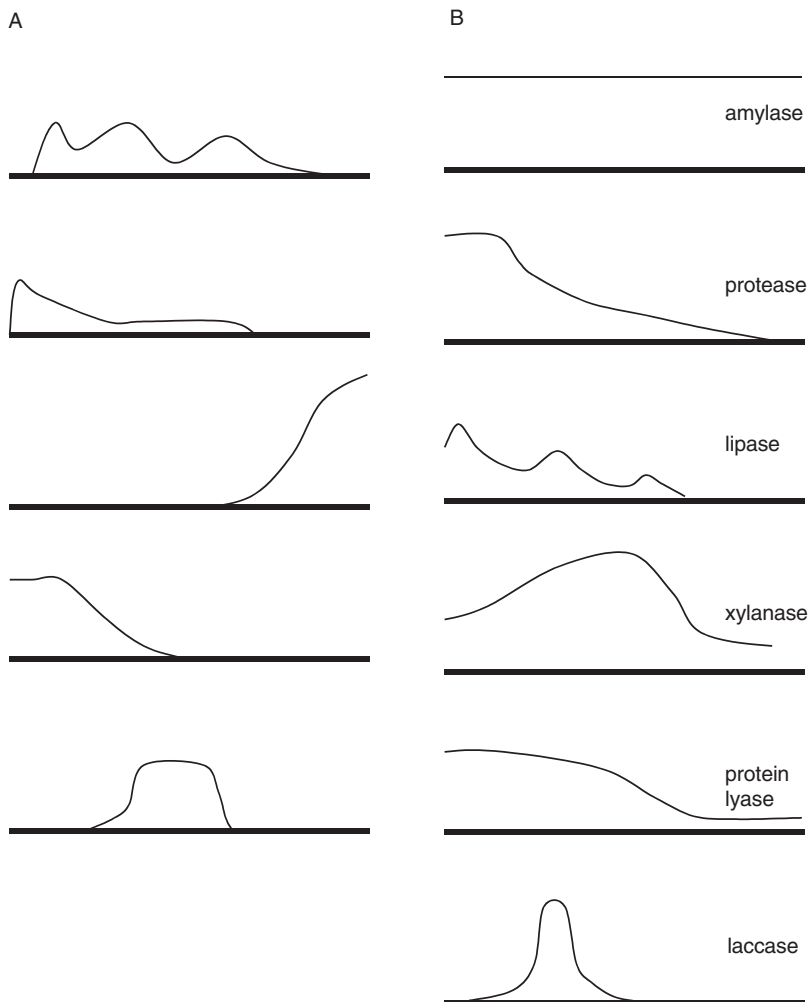 A
B
amylase
protease
lipase
xylanase
protein
lyase
laccase